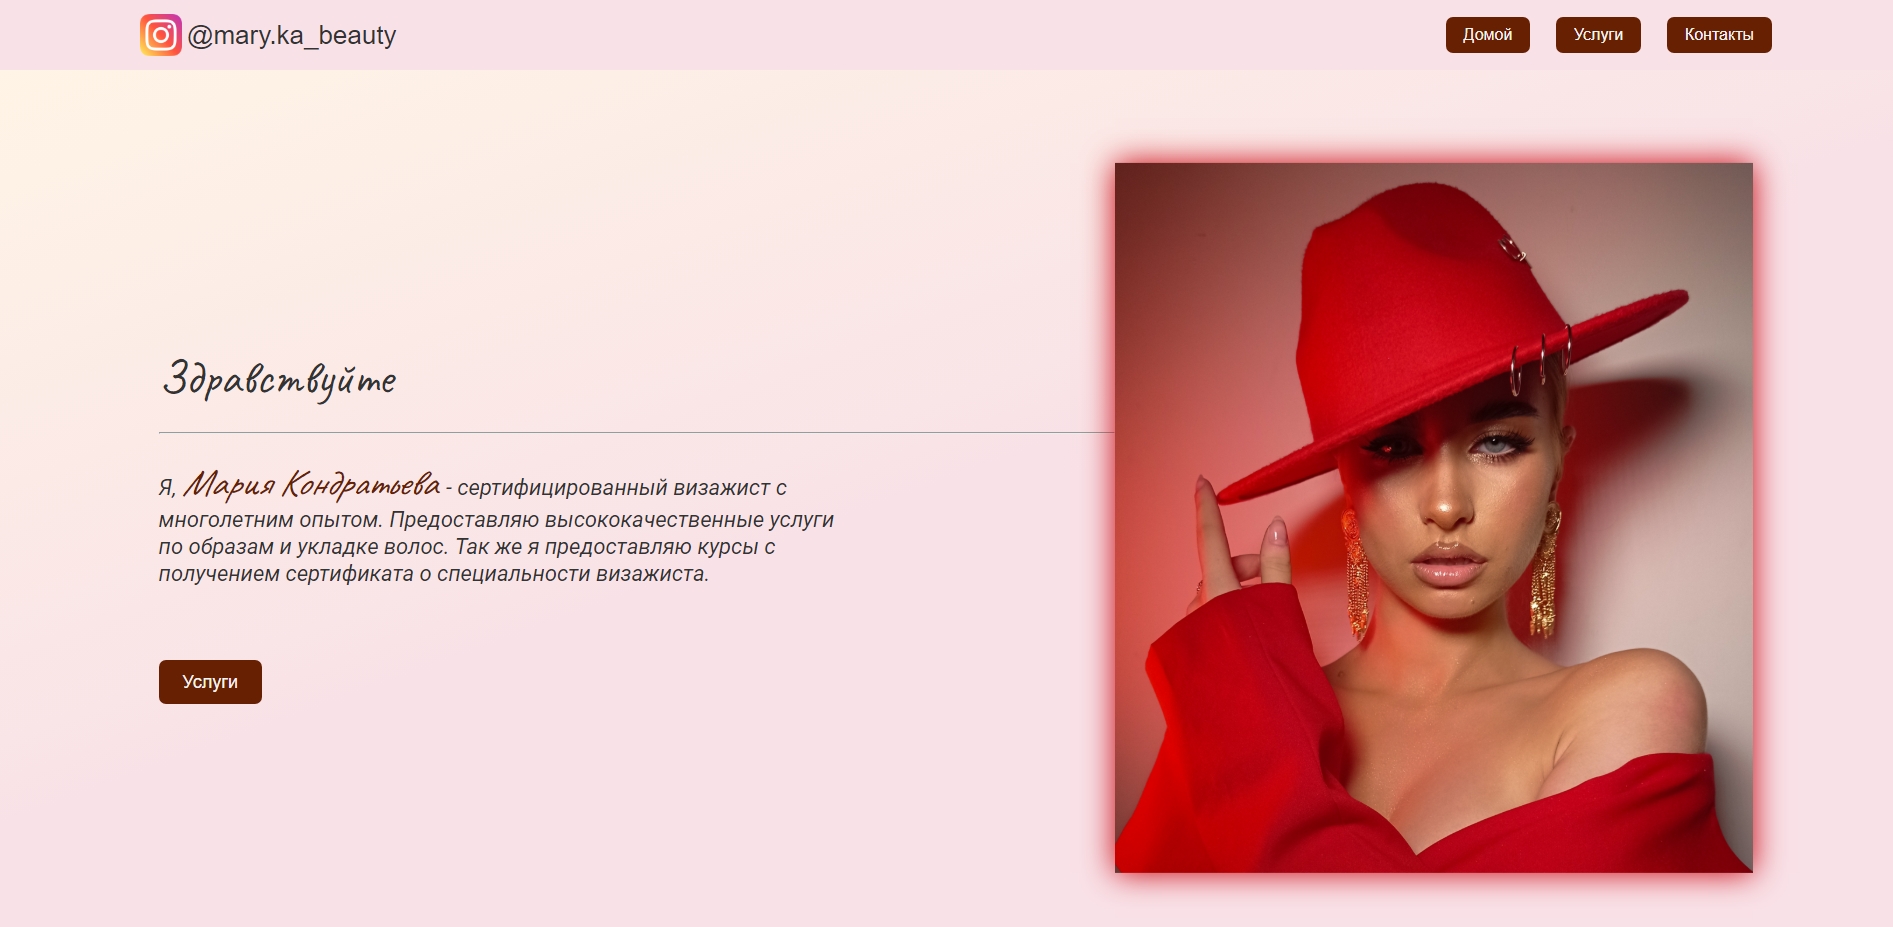 @mary.ka_beauty
Домой
Услуги
Контакты
Здравствуйте
Я, Мария Кондратьева - сертифицированный визажист с
многолетним опытом. Предоставляю высококачественные услуги
по образам и укладке волос. Так же я предоставляю курсы с
получением сертификата о специальности визажиста.
Услуги